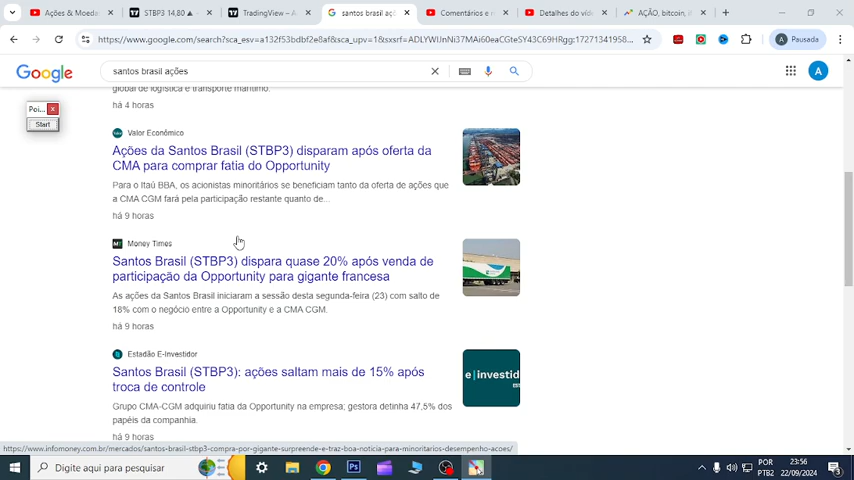 Ações & Moeda
STBP3 14,80 ▲
TradingView – A
santos brasil açõ
Comentários e m
Detalhes do víde
AÇÃO, bitcoin, i
https://www.google.com/search?sca_esv=a132f53bdb2628ef&sca_upv=1&sxsrf=ADLYWIJnNi37MAi60eaCGteSY43C69Hrgg:17271341958...
A Pausada
Google
santos brasil ações
A
Poi...
Start
global de logística e transporte marítimo.
há 4 horas
Valor Econômico
Ações da Santos Brasil (STBP3) disparam após oferta da
CMA para comprar fatia do Opportunity
Para o Itaú BBA, os acionistas minoritários se beneficiam tanto da oferta de ações que
a CMA CGM fará pela participação restante quanto de...
há 9 horas
Money Times
Santos Brasil (STBP3) dispara quase 20% após venda de
participação da Opportunity para gigante francesa
As ações da Santos Brasil iniciaram a sessão desta segunda-feira (23) com salto de
18% com o negócio entre a Opportunity e a CMA CGM.
há 9 horas
Estadão E-Investidor
Santos Brasil (STBP3): ações saltam mais de 15% após
troca de controle
e|investid
Grupo CMA-CGM adquiriu fatia da Opportunity na empresa; gestora detinha 47,5% dos
papéis da companhia.
há 9 horas
https://www.infomoney.com.br/mercados/santos-brasil-stbp3-compra-por-gigante-surpreende-e-traz-boa-noticia-para-minoritarios-desempenho-acoes/
Digite aqui para pesquisar
Ps
POR
PTB2
23:56
22/09/2024
3